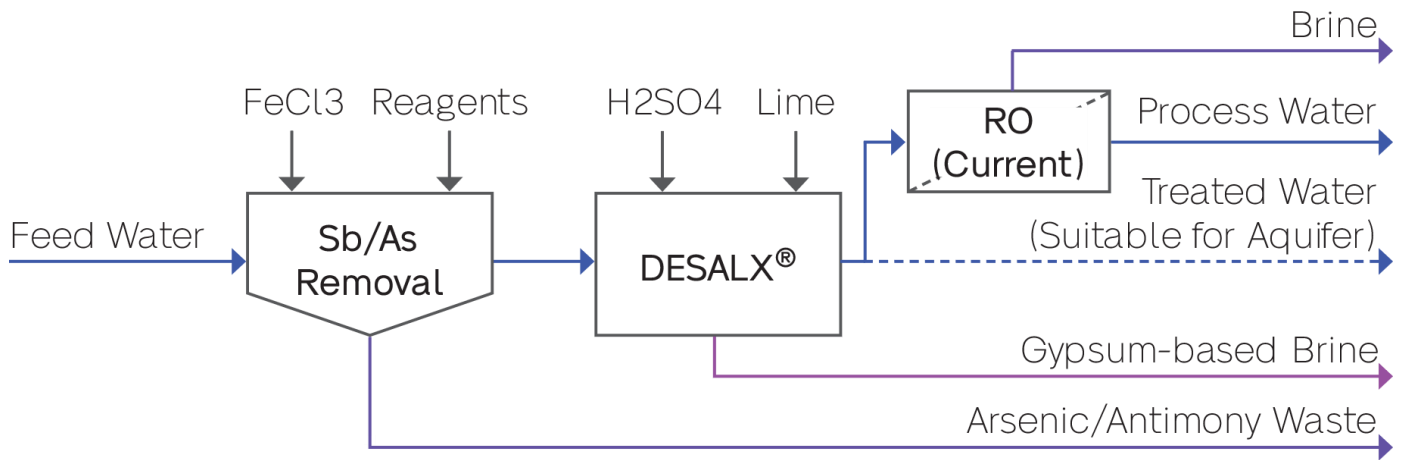 Brine
FeCl3
Reagents
H2SO4
Lime
RO
(Current)
Process Water
Treated Water
(Suitable for Aquifer)
Feed Water
Sb/As
Removal
DESALX®
Gypsum-based Brine
Arsenic/Antimony Waste